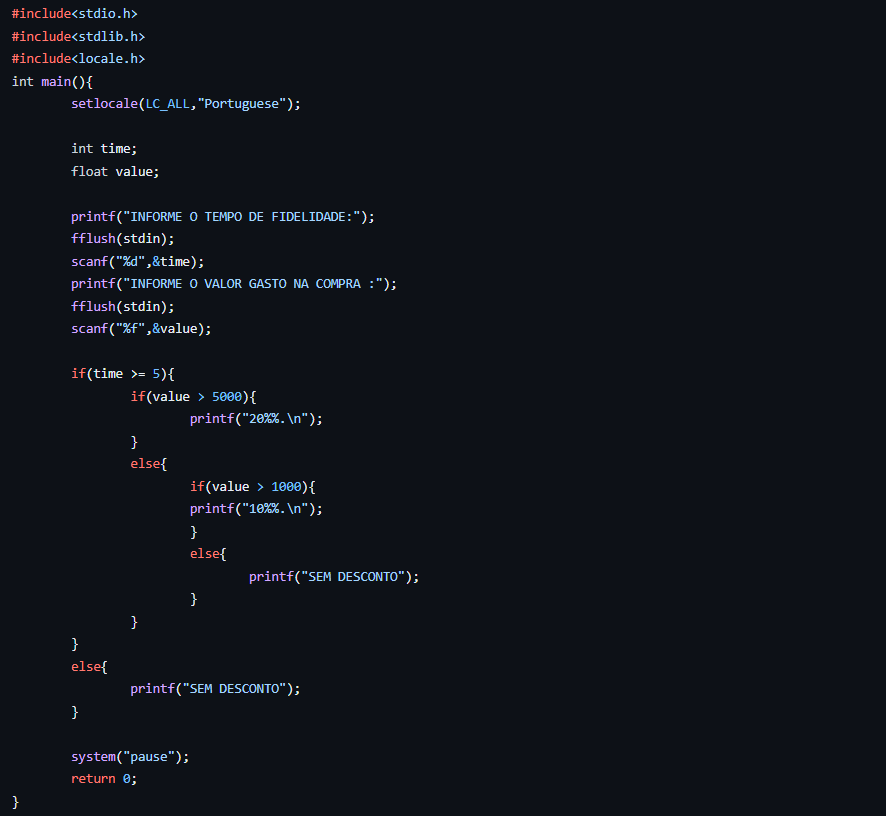 #include<stdio.h>
#include<stdlib.h>
#include<locale.h>
int main(){
        setlocale(LC_ALL,"Portuguese");

        int time;
        float value;

        printf("INFORME O TEMPO DE FIDELIDADE:");
        fflush(stdin);
        scanf("%d",&time);
        printf("INFORME O VALOR GASTO NA COMPRA :");
        fflush(stdin);
        scanf("%f",&value);

        if(time >= 5){
                if(value > 5000){
                        printf("20%%.\n");
                }
                else{
                        if(value > 1000){
                        printf("10%%.\n");
                        }
                        else{
                                printf("SEM DESCONTO");
                        }
                }
        }
        else{
                printf("SEM DESCONTO");
        }

        system("pause");
        return 0;
}